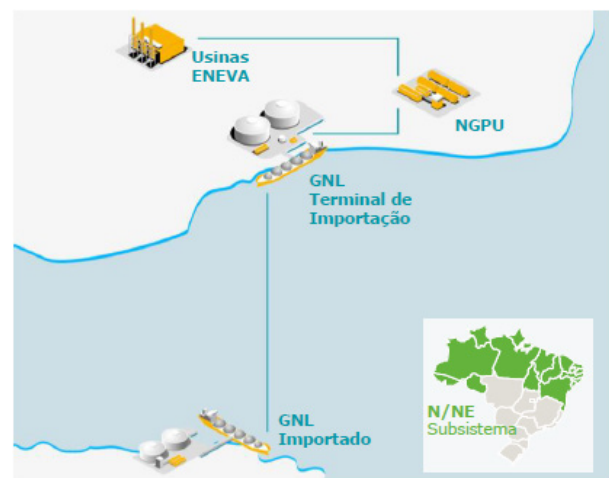 Usinas
ENEVA
NGPU
GNL
Terminal de
Importação
GNL
Importado
N/NE
Subsistema